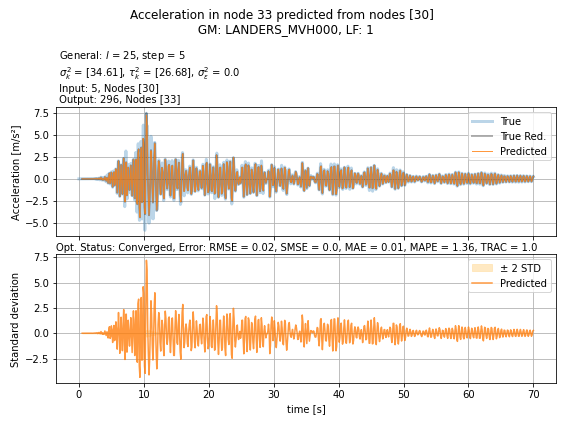 Acceleration in node 33 predicted from nodes [30]
GM: LANDERS_MVH000, LF: 1
General: l = 25, step = 5
σ²ₖ = [34.61], τ²ₖ = [26.68], σ²ε = 0.0
Input: 5, Nodes [30]
Output: 296, Nodes [33]
Acceleration [m/s²]
7.5
5.0
2.5
0.0
−2.5
−5.0
True
True Red.
Predicted
Opt. Status: Converged, Error: RMSE = 0.02, SMSE = 0.0, MAE = 0.01, MAPE = 1.36, TRAC = 1.0
Standard deviation
7.5
5.0
2.5
0.0
−2.5
± 2 STD
Predicted
0 10 20 30 40 50 60 70
time [s]